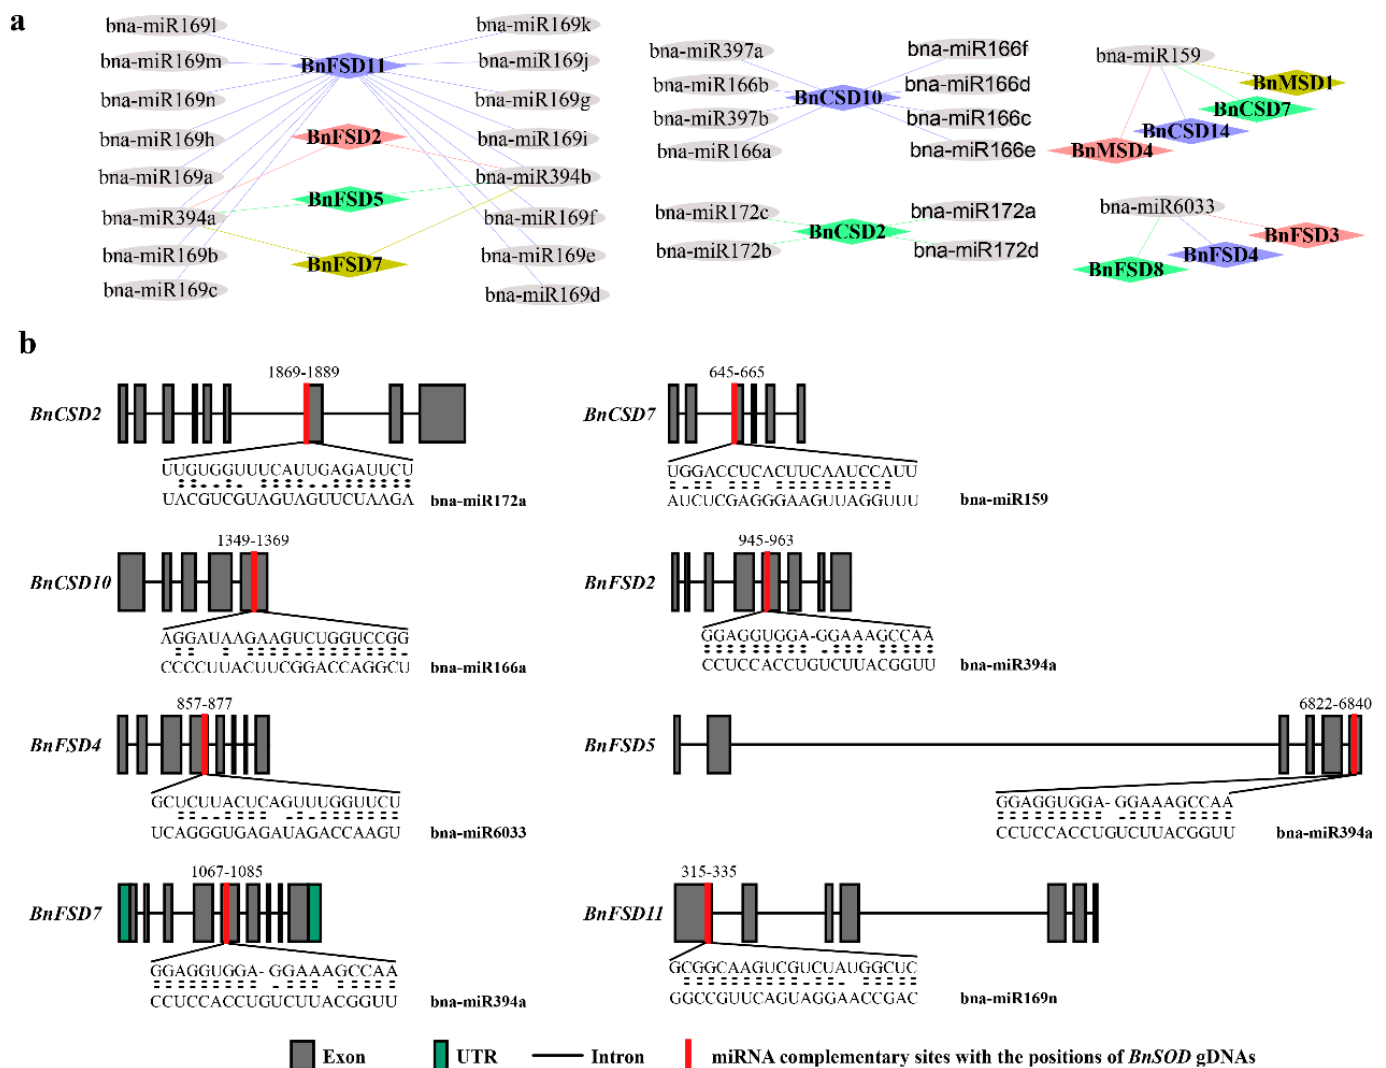 a
bna-miR169l
bna-miR169k
bna-miR169m
BnFSD11
bna-miR169j
bna-miR169n
bna-miR169g
bna-miR169h
BnFSD2
bna-miR169i
bna-miR169a
bna-miR394b
BnFSD5
bna-miR394a
bna-miR169f
bna-miR169b
BnFSD7
bna-miR169e
bna-miR169c
bna-miR169d
bna-miR397a
bna-miR166f
bna-miR166b
BnCSD10
bna-miR166d
bna-miR397b
bna-miR166c
bna-miR166a
bna-miR166e
bna-miR172c
bna-miR172a
BnCSD2
bna-miR172b
bna-miR172d
bna-miR159
BnMSD1
BnCSD7
BnCSD14
BnMSD4
bna-miR6033
BnFSD3
BnFSD4
BnFSD8
b
1869-1889
BnCSD2
UUGUGGUUUCAUUGAGAUUCU
UACGUCGUAGUAGUUCUAAGA
bna-miR172a
645-665
BnCSD7
UGGACCUCACUUCAAUCCAUU
AUCUCGAGGGAAGUUAGGUUU
bna-miR159
1349-1369
BnCSD10
AGGAUAAGAAGUCUGGUCCGG
CCCCUUACUUCGGACCAGGCU
bna-miR166a
945-963
BnFSD2
GGAGGUGGA-GGAAAGCCAA
CCUCCACCUGUCUUACGGUU
bna-miR394a
857-877
BnFSD4
GCUCUUACUCAGUUUGGUUCU
UCAGGGUGAGAUAGACCAAGU
bna-miR6033
6822-6840
BnFSD5
GGAGGUGGA- GGAAAGCCAA
CCUCCACCUGUCUUACGGUU
bna-miR394a
1067-1085
BnFSD7
GGAGGUGGA- GGAAAGCCAA
CCUCCACCUGUCUUACGGUU
bna-miR394a
315-335
BnFSD11
GCGGCAAGUCGUCUAUGGCUC
GGCCGUUCAGUAGGAACCGAC
bna-miR169n
Exon
UTR
Intron
miRNA complementary sites with the positions of BnSOD gDNAs